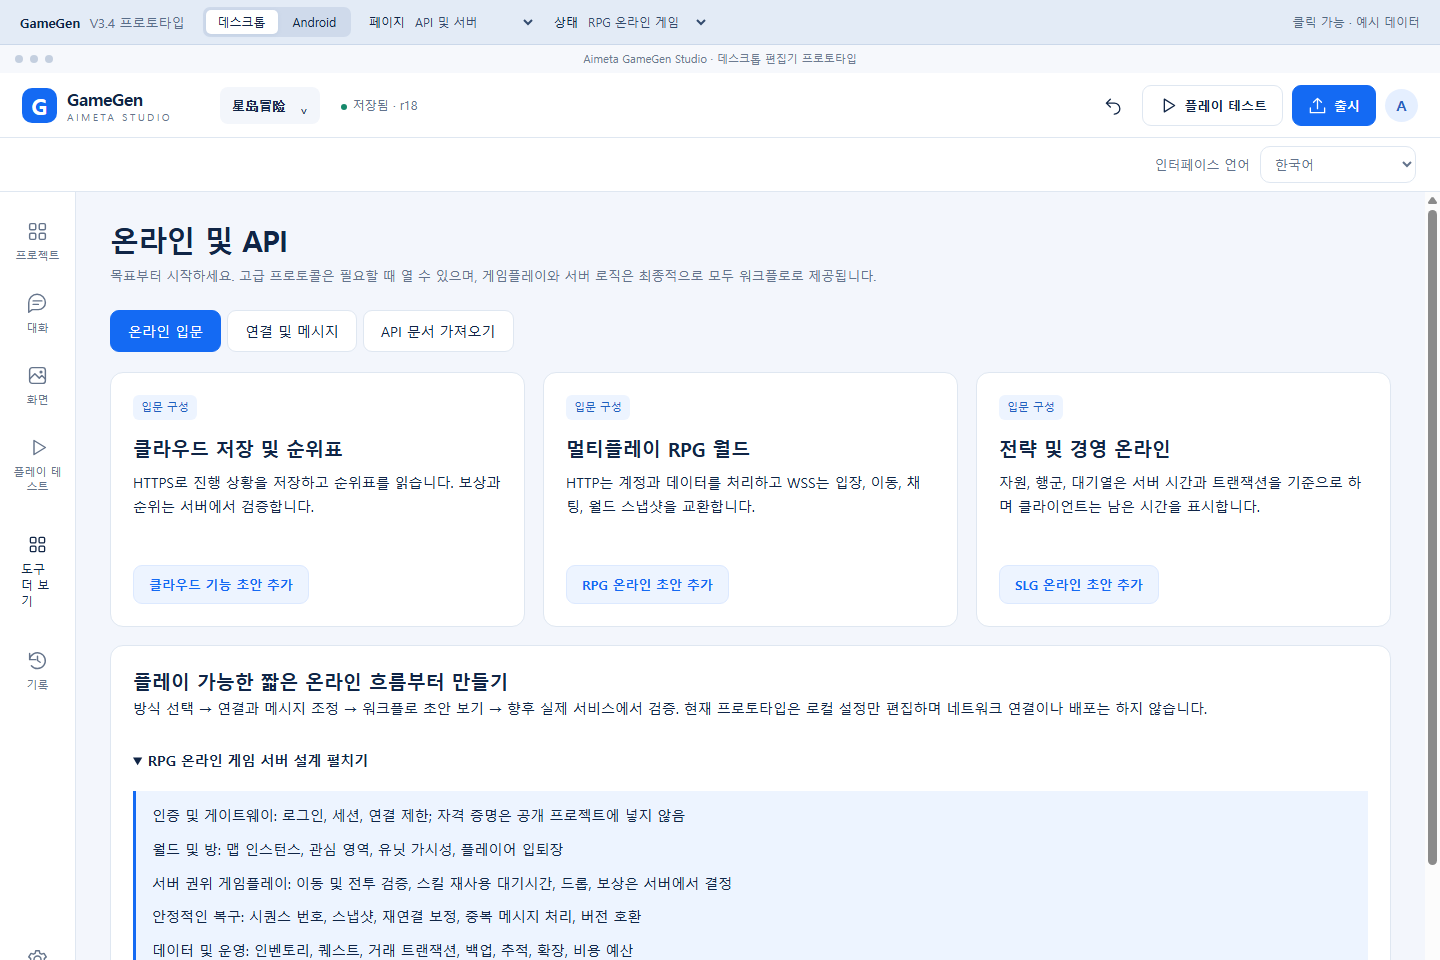 GameGen V3.4 프로토타입 데스크톱 Android 페이지 API 및 서버 상태 RPG 온라인 게임 클릭 가능 · 예시 데이터
Aimeta GameGen Studio · 데스크톱 편집기 프로토타입
G GameGen
AIMETA STUDIO
星岛冒险 저장됨 · r18 플레이 테스트 출시 A
인터페이스 언어 한국어
프로젝트
대화
화면
플레이 테
스트
도구
더 보
기
기록
온라인 및 API
목표부터 시작하세요. 고급 프로토콜은 필요할 때 열 수 있으며, 게임플레이와 서버 로직은 최종적으로 모두 워크플로로 제공됩니다.
온라인 입문 연결 및 메시지 API 문서 가져오기
입문 구성
클라우드 저장 및 순위표
HTTPS로 진행 상황을 저장하고 순위표를 읽습니다. 보상과
순위는 서버에서 검증합니다.
클라우드 기능 초안 추가
입문 구성
멀티플레이 RPG 월드
HTTP는 계정과 데이터를 처리하고 WSS는 입장, 이동, 채
팅, 월드 스냅샷을 교환합니다.
RPG 온라인 초안 추가
입문 구성
전략 및 경영 온라인
자원, 행군, 대기열은 서버 시간과 트랜잭션을 기준으로 하
며 클라이언트는 남은 시간을 표시합니다.
SLG 온라인 초안 추가
플레이 가능한 짧은 온라인 흐름부터 만들기
방식 선택 → 연결과 메시지 조정 → 워크플로 초안 보기 → 향후 실제 서비스에서 검증. 현재 프로토타입은 로컬 설정만 편집하며 네트워크 연결이나 배포는 하지 않습니다.
▼ RPG 온라인 게임 서버 설계 펼치기
인증 및 게이트웨이: 로그인, 세션, 연결 제한; 자격 증명은 공개 프로젝트에 넣지 않음
월드 및 방: 맵 인스턴스, 관심 영역, 유닛 가시성, 플레이어 입퇴장
서버 권위 게임플레이: 이동 및 전투 검증, 스킬 재사용 대기시간, 드롭, 보상은 서버에서 결정
안정적인 복구: 시퀀스 번호, 스냅샷, 재연결 보정, 중복 메시지 처리, 버전 호환
데이터 및 운영: 인벤토리, 퀘스트, 거래 트랜잭션, 백업, 추적, 확장, 비용 예산